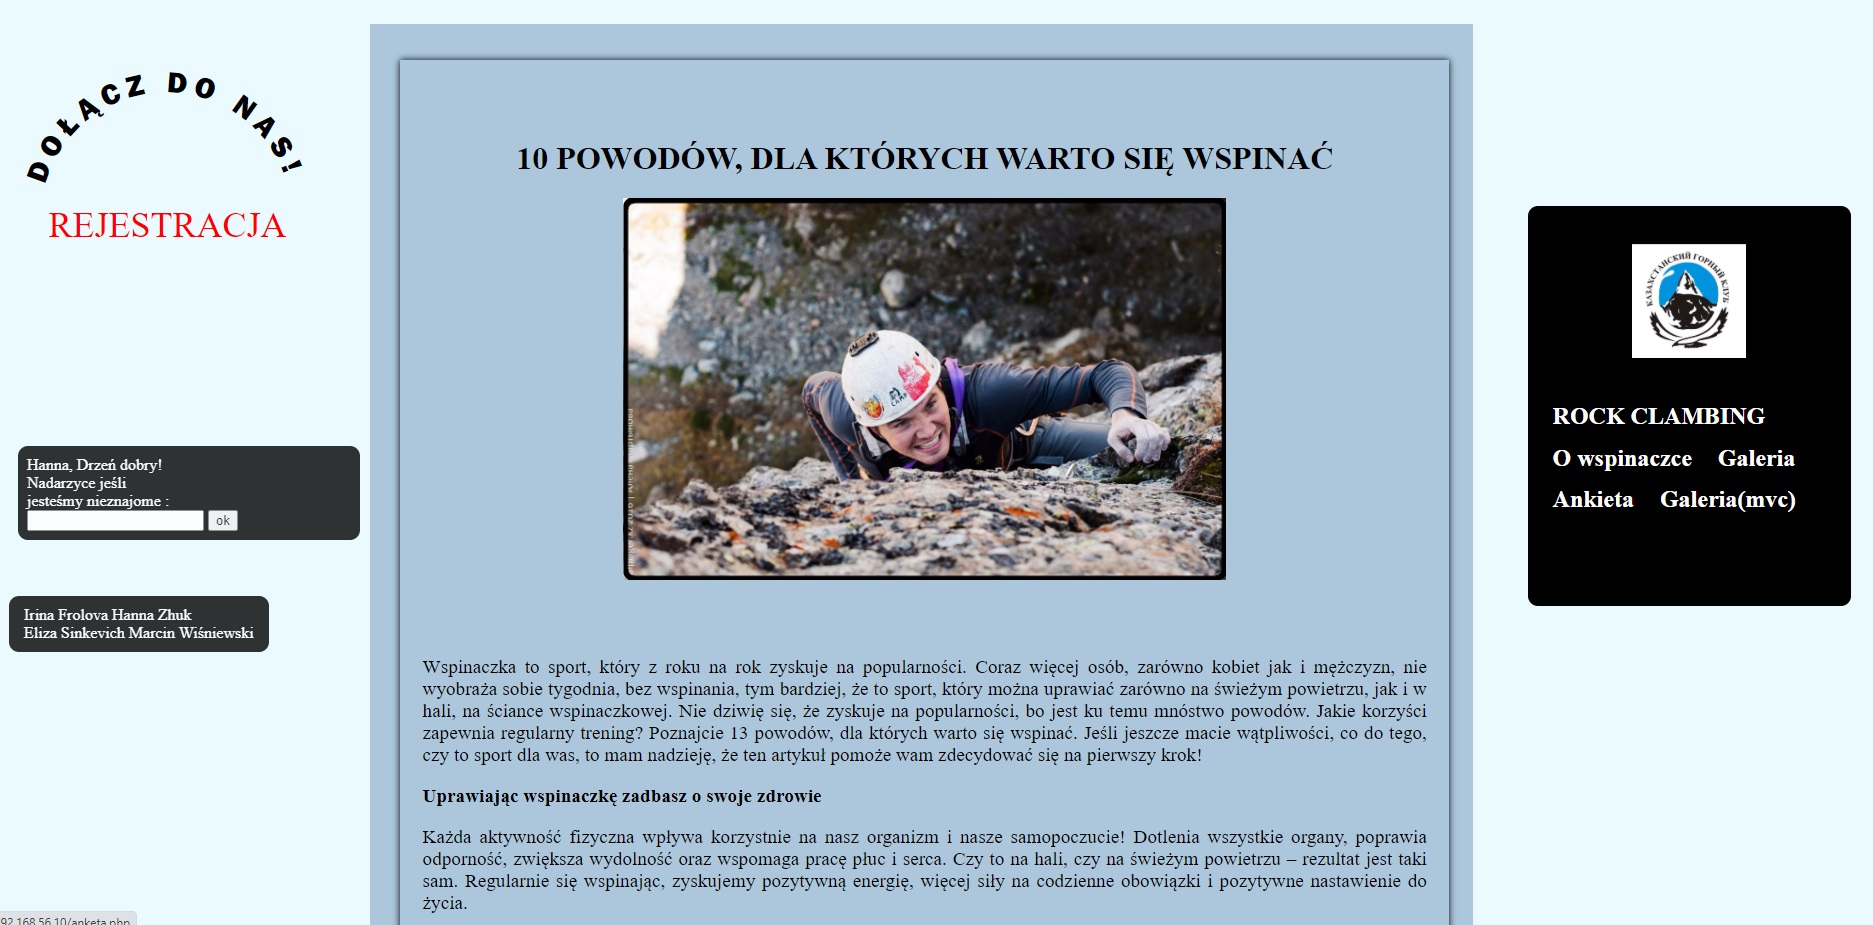 DOŁĄCZ DO NAS!
REJESTRACJA
Hanna, Drzeń dobry!
Nadarzyce jeśli
jesteśmy nieznajome :
ok
Irina Frolova Hanna Zhuk
Eliza Sinkevich Marcin Wiśniewski
92.168.56.10/anketa.php
10 POWODÓW, DLA KTÓRYCH WARTO SIĘ WSPINAĆ
CAMP
Wspinaczka to sport, który z roku na rok zyskuje na popularności. Coraz więcej osób, zarówno kobiet jak i mężczyzn, nie
wyobraża sobie tygodnia, bez wspinania, tym bardziej, że to sport, który można uprawiać zarówno na świeżym powietrzu, jak i w
hali, na ściance wspinaczkowej. Nie dziwię się, że zyskuje na popularności, bo jest ku temu mnóstwo powodów. Jakie korzyści
zapewnia regularny trening? Poznajcie 13 powodów, dla których warto się wspinać. Jeśli jeszcze macie wątpliwości, co do tego,
czy to sport dla was, to mam nadzieję, że ten artykuł pomoże wam zdecydować się na pierwszy krok!
Uprawiając wspinaczkę zadbasz o swoje zdrowie
Każda aktywność fizyczna wpływa korzystnie na nasz organizm i nasze samopoczucie! Dotlenia wszystkie organy, poprawia
odporność, zwiększa wydolność oraz wspomaga pracę płuc i serca. Czy to na hali, czy na świeżym powietrzu – rezultat jest taki
sam. Regularnie się wspinając, zyskujemy pozytywną energię, więcej siły na codzienne obowiązki i pozytywne nastawienie do
życia.
КАЗАХСТАНСКИЙ ГОРНЫЙ КЛУБ
ROCK CLAMBING
O wspinaczce Galeria
Ankieta Galeria(mvc)